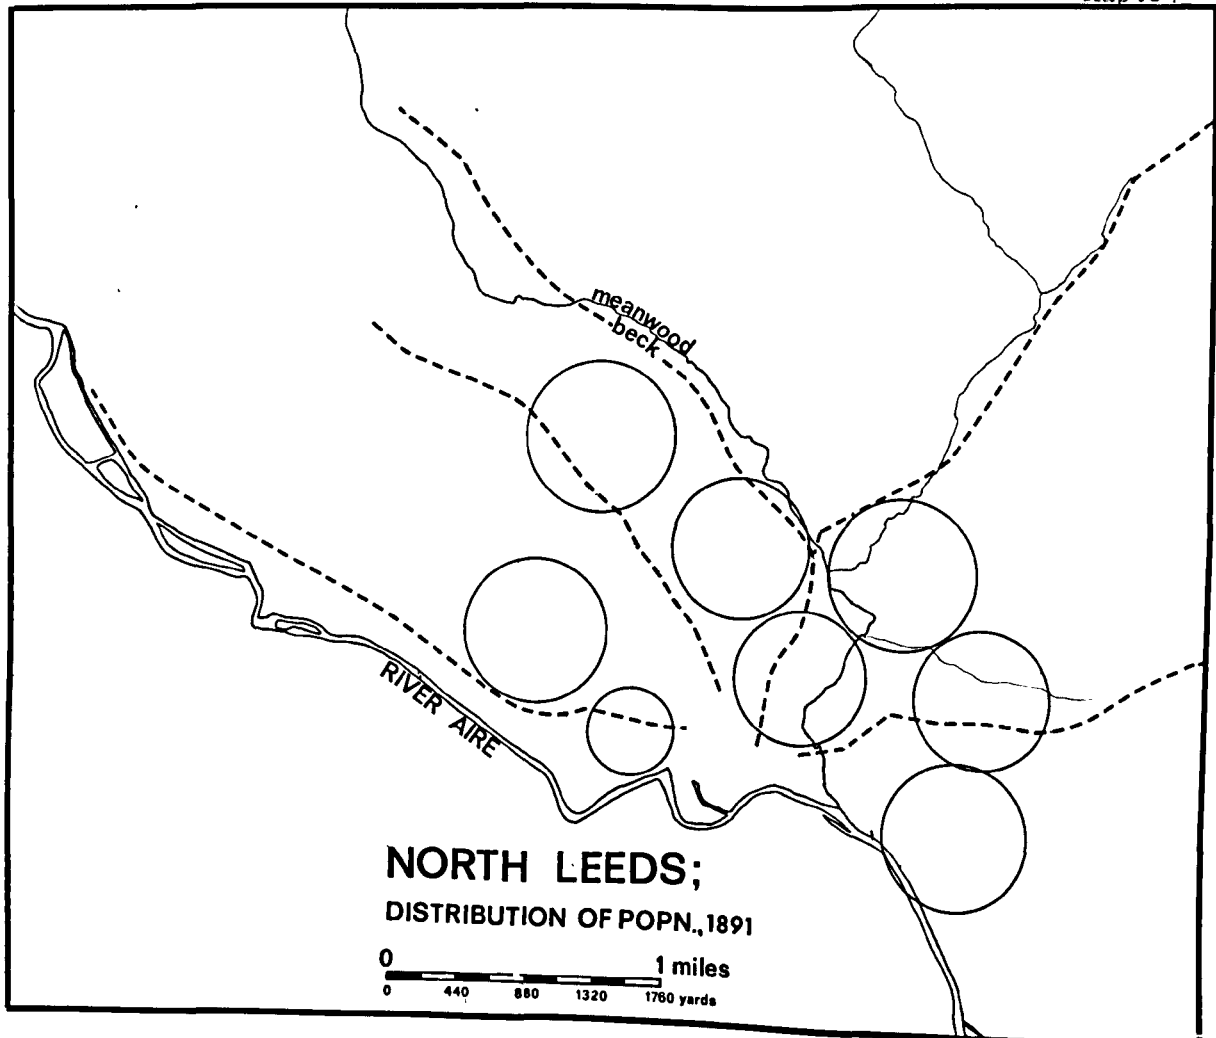 meanwood
beck
RIVER AIRE
NORTH LEEDS;
DISTRIBUTION OF POPN.,1891
0 1 miles
0 440 880 1320 1760 yards